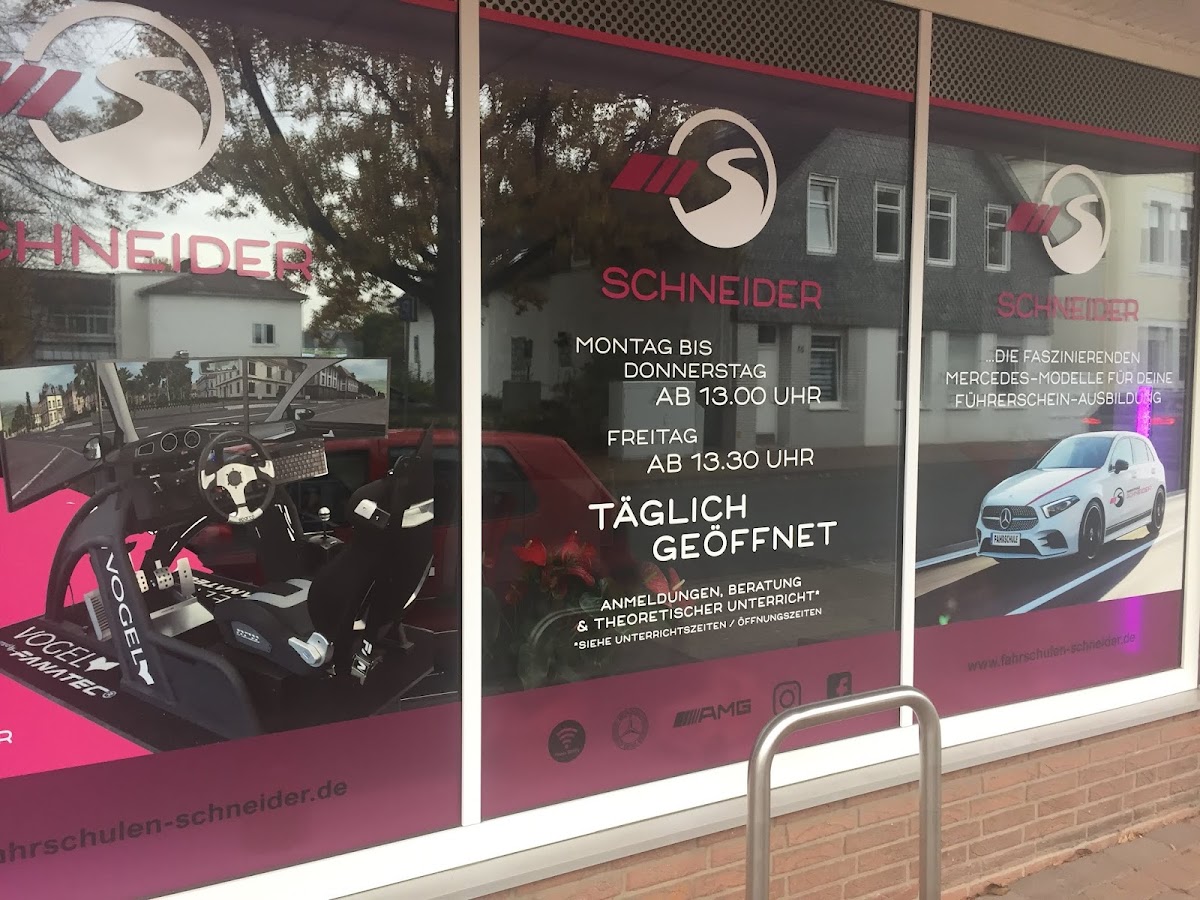 SCHNEIDER
VOGEL
VOGEL
FANATEC®
fahrschulen-schneider.de
SCHNEIDER
MONTAG BIS
DONNERSTAG
AB 13.00 UHR
FREITAG
AB 13.30 UHR
TÄGLICH
GEÖFFNET
ANMELDUNGEN, BERATUNG
& THEORETISCHER UNTERRICHT*
*SIEHE UNTERRICHTSZEITEN / ÖFFNUNGSZEITEN
AMG
SCHNEIDER
...DIE FASZINIERENDEN
MERCEDES-MODELLE FÜR DEINE
FÜHRERSCHEIN-AUSBILDUNG
FAHRSCHULE
www.fahrschulen-schneider.de